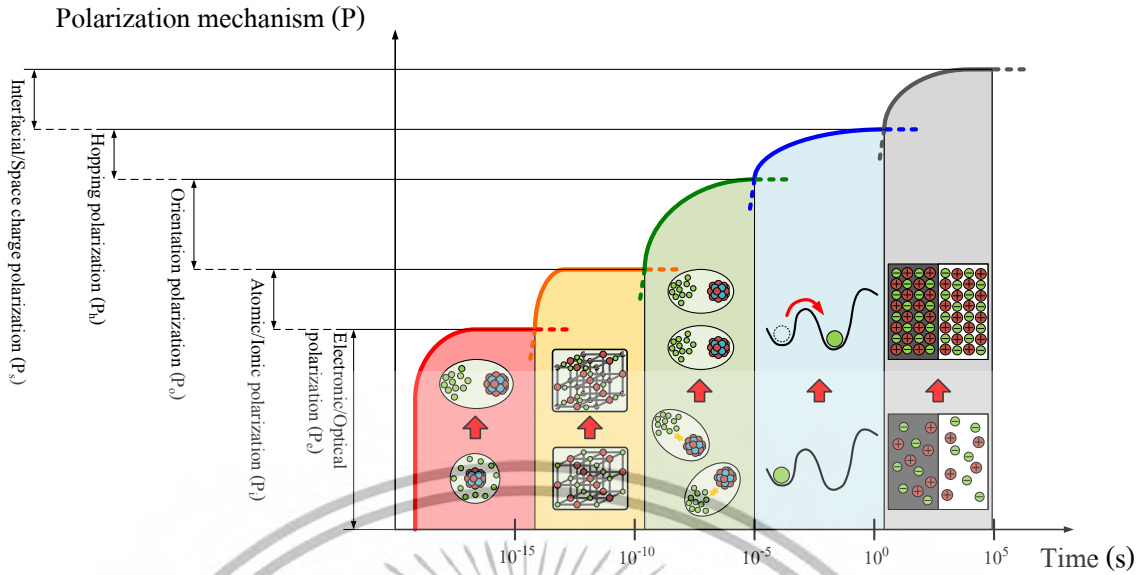 Polarization mechanism (P)
Interfacial/Space charge polarization (Pₛ)
Hopping polarization (Pₕ)
Orientation polarization (Pₒ)
Atomic/Ionic polarization (Pᵢ)
Electronic/Optical
polarization (Pₑ)
10⁻¹⁵
10⁻¹⁰
10⁻⁵
10⁰
10⁵
Time (s)